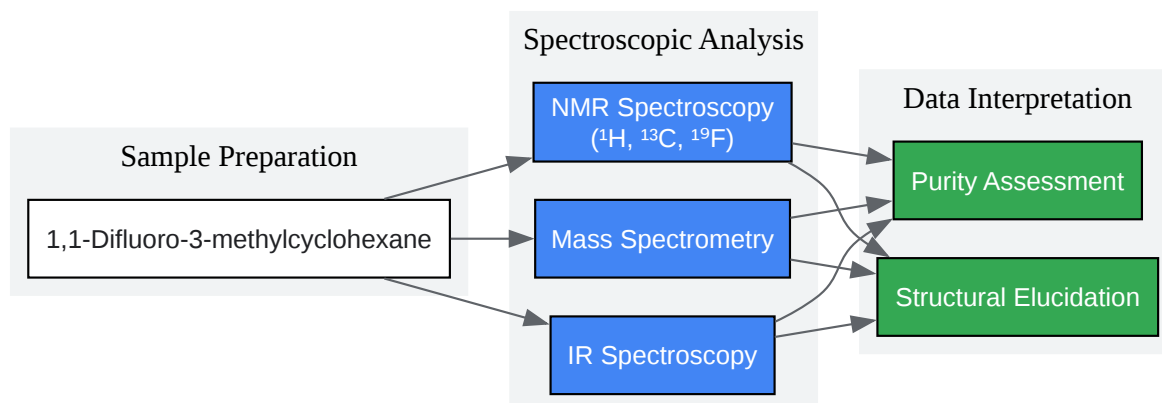 Sample Preparation
1,1-Difluoro-3-methylcyclohexane
Spectroscopic Analysis
NMR Spectroscopy
(¹H, ¹³C, ¹⁹F)
Mass Spectrometry
IR Spectroscopy
Data Interpretation
Purity Assessment
Structural Elucidation